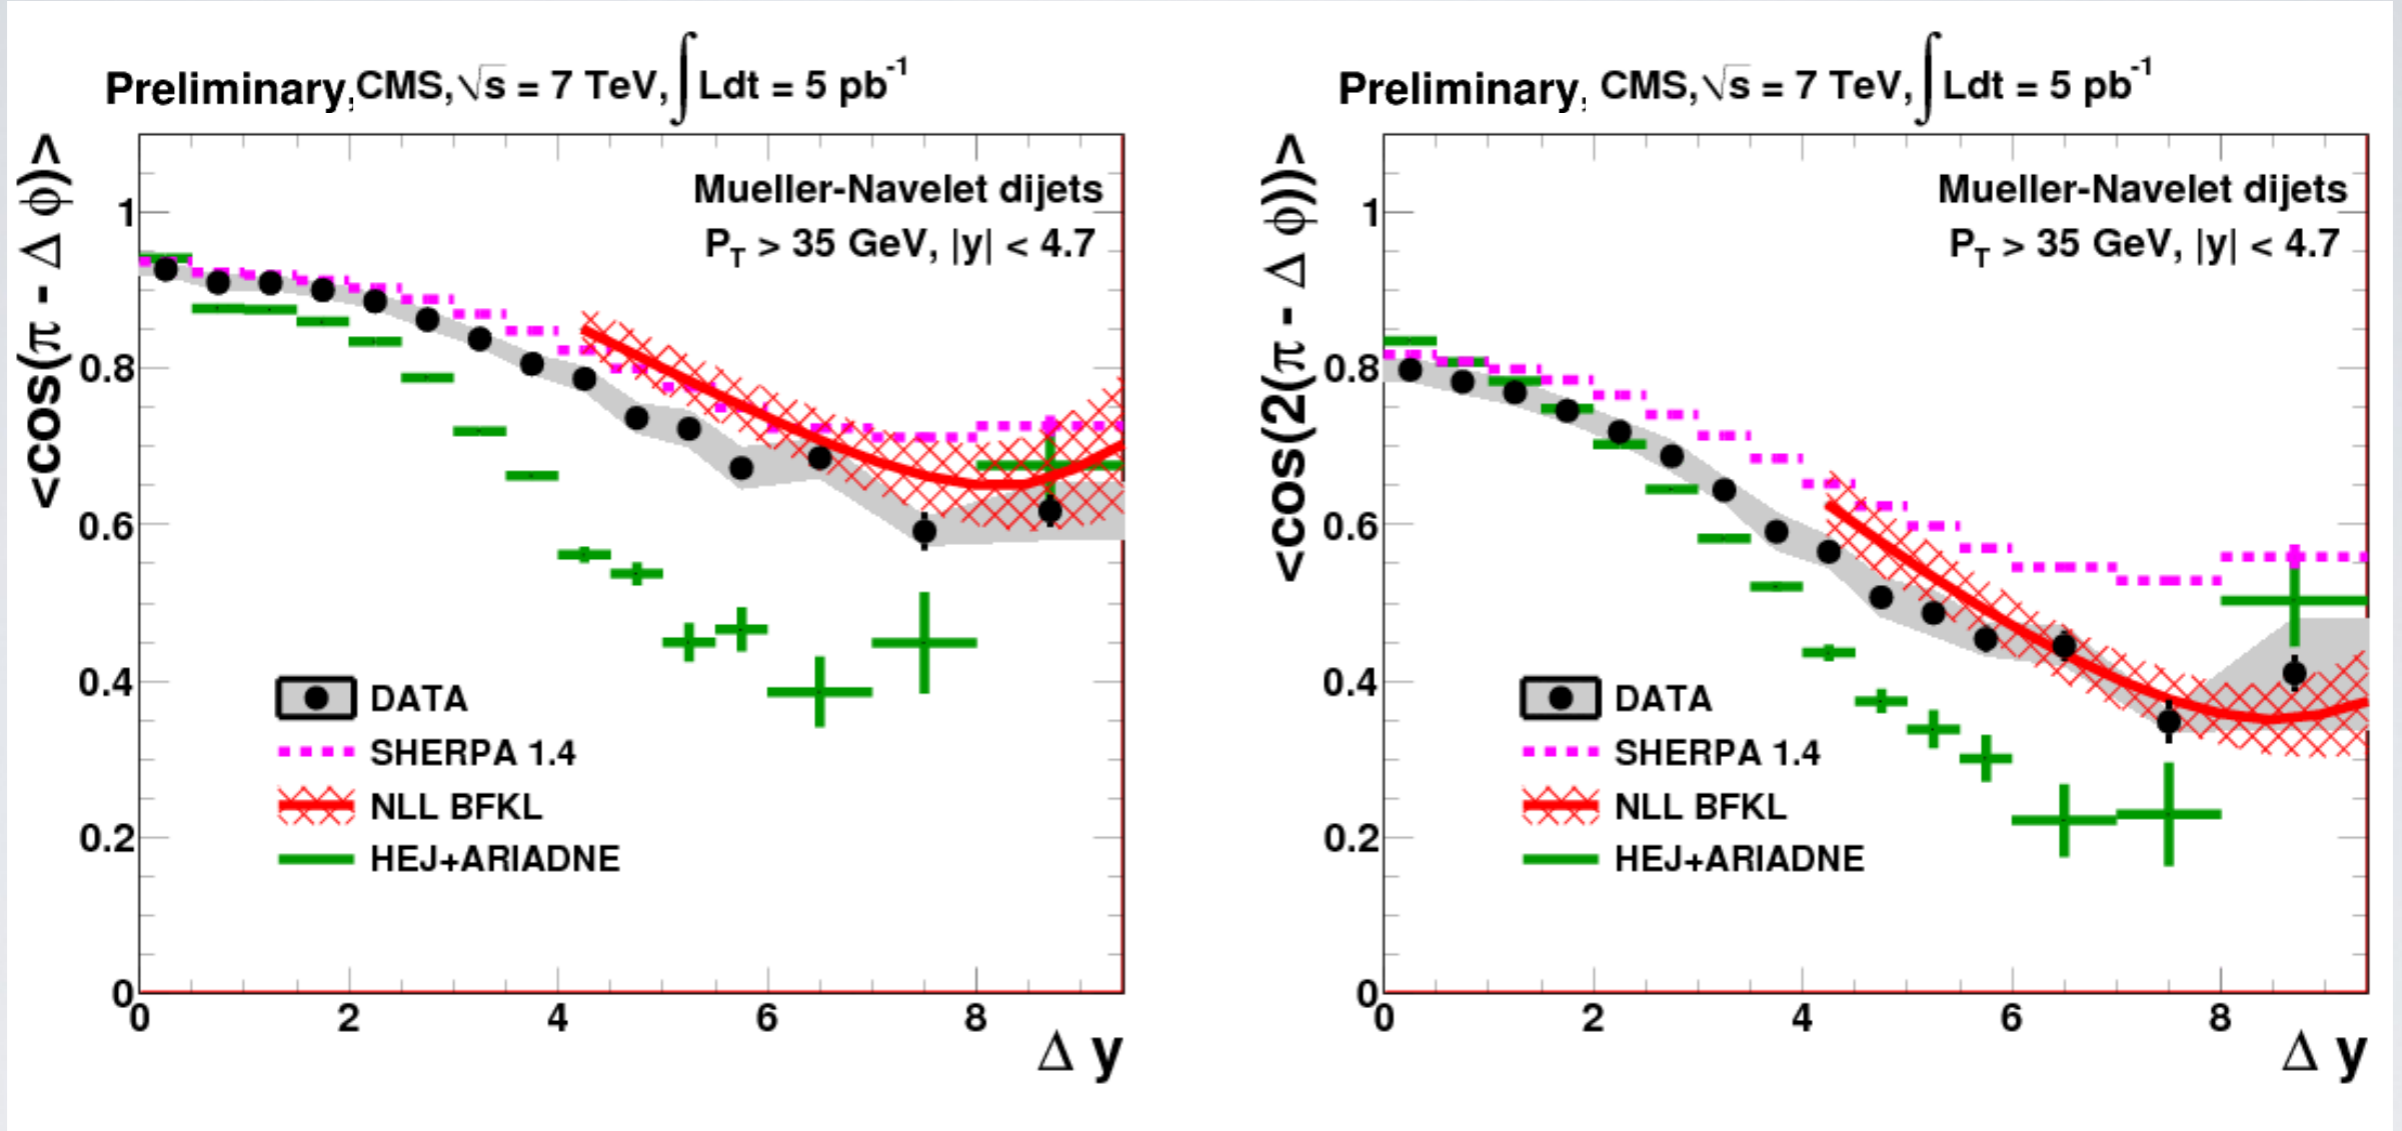 Preliminary, CMS, √s = 7 TeV, ∫Ldt = 5 pb⁻¹
<cos(π - Δ ϕ)>
Mueller-Navelet dijets
P_T > 35 GeV, |y| < 4.7
1
0.8
0.6
0.4
0.2
0
DATA
SHERPA 1.4
NLL BFKL
HEJ+ARIADNE
0 2 4 6 8
Δ y
Preliminary, CMS, √s = 7 TeV, ∫Ldt = 5 pb⁻¹
<cos(2(π - Δ ϕ))>
Mueller-Navelet dijets
P_T > 35 GeV, |y| < 4.7
1
0.8
0.6
0.4
0.2
0
DATA
SHERPA 1.4
NLL BFKL
HEJ+ARIADNE
0 2 4 6 8
Δ y